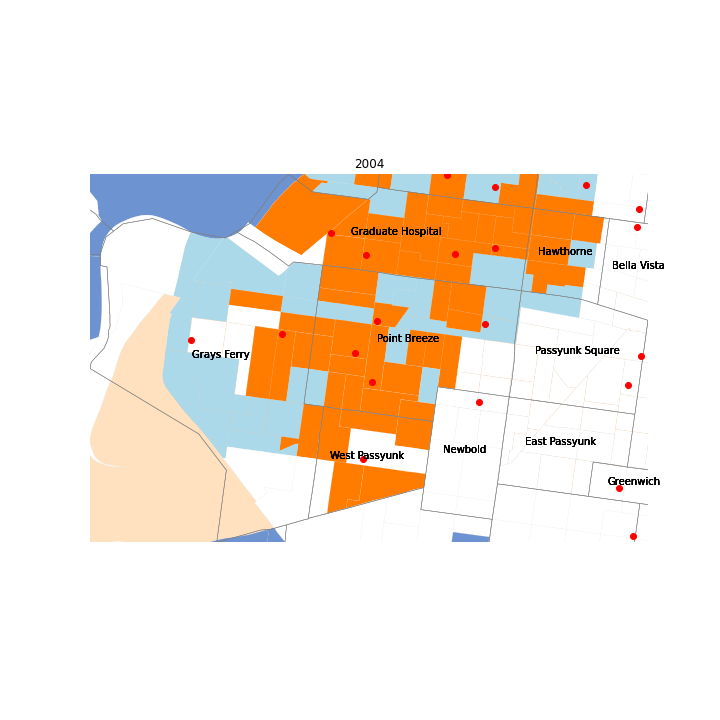 2004
Graduate Hospital
Hawthorne
Bella Vista
Point Breeze
Grays Ferry
Passyunk Square
East Passyunk
Newbold
West Passyunk
Greenwich